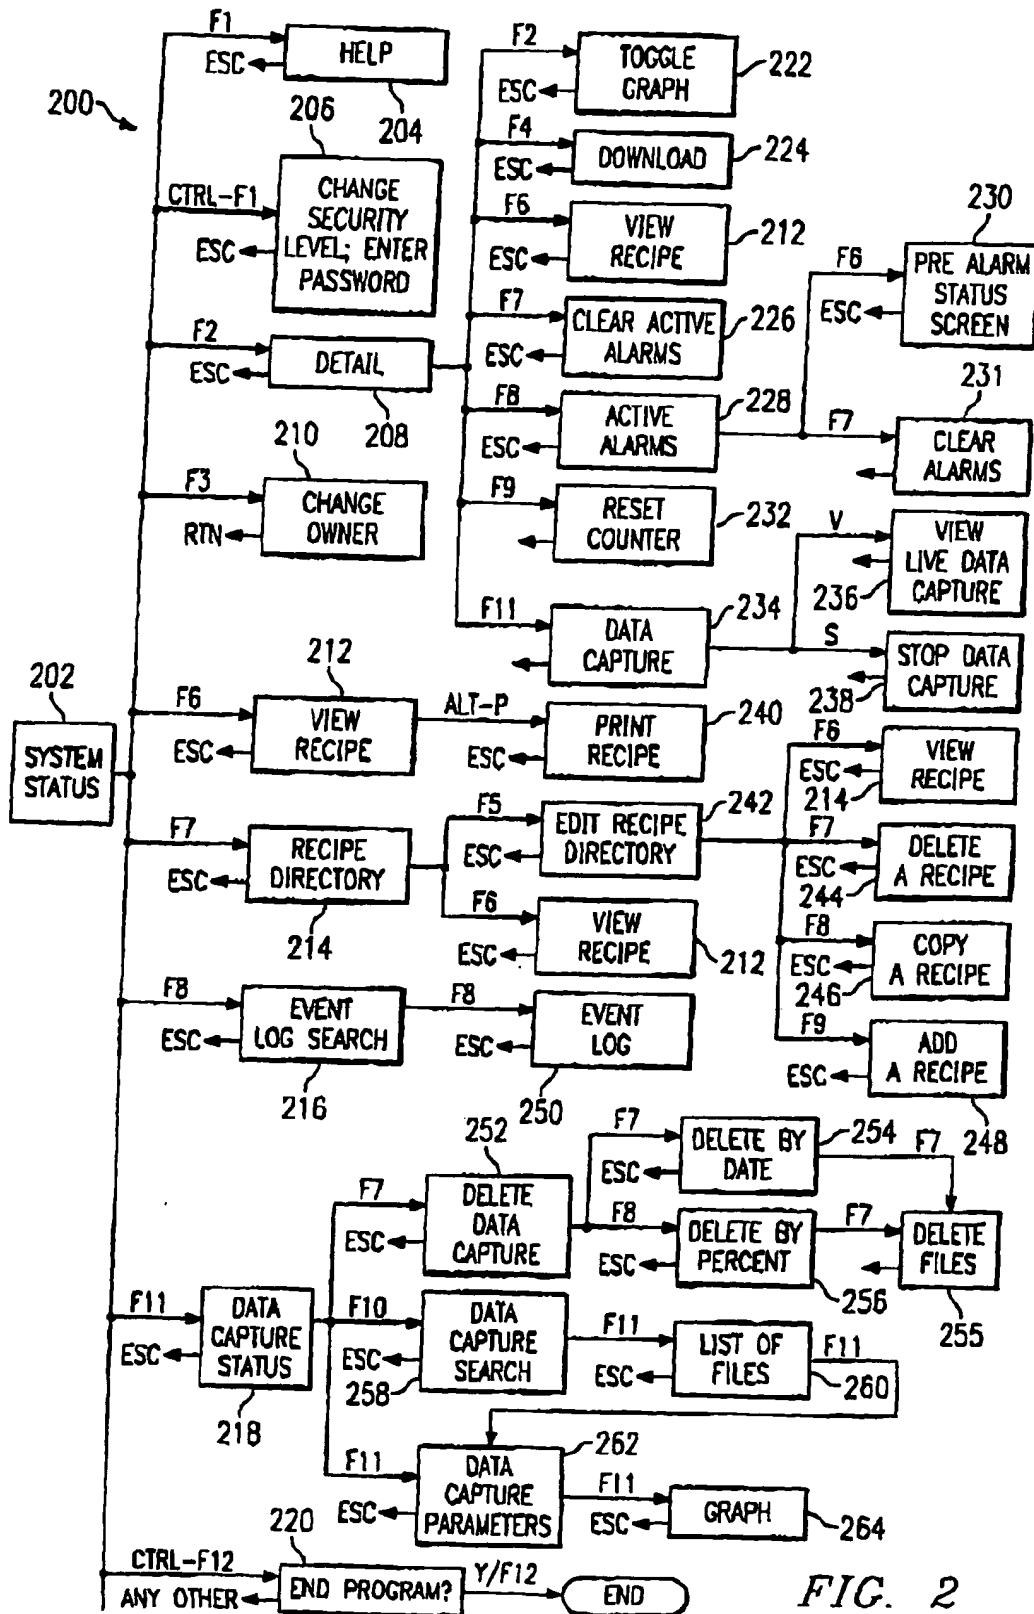 200
F1
ESC
HELP
204
206
CTRL-F1
ESC
CHANGE
SECURITY
LEVEL; ENTER
PASSWORD
F2
ESC
DETAIL
208
210
F3
RTN
CHANGE
OWNER
F2
ESC
TOGGLE
GRAPH
222
F4
ESC
DOWNLOAD
224
F6
ESC
VIEW
RECIPE
212
F7
ESC
CLEAR ACTIVE
ALARMS
226
F8
ESC
ACTIVE
ALARMS
228
F6
ESC
PRE ALARM
STATUS
SCREEN
230
F7
CLEAR
ALARMS
231
F9
RESET
COUNTER
232
F11
DATA
CAPTURE
234
V
VIEW
LIVE DATA
CAPTURE
236
S
STOP DATA
CAPTURE
238
202
SYSTEM
STATUS
212
F6
ESC
VIEW
RECIPE
ALT-P
ESC
PRINT
RECIPE
240
F7
ESC
RECIPE
DIRECTORY
214
F5
ESC
EDIT RECIPE
DIRECTORY
242
F6
ESC
VIEW
RECIPE
212
F6
ESC
VIEW
RECIPE
214
F7
ESC
DELETE
A RECIPE
244
F8
ESC
COPY
A RECIPE
246
F9
ESC
ADD
A RECIPE
248
F8
ESC
EVENT
LOG SEARCH
216
F8
ESC
EVENT
LOG
250
F11
ESC
DATA
CAPTURE
STATUS
218
252
F7
ESC
DELETE
DATA
CAPTURE
F7
ESC
DELETE BY
DATE
254
F7
F8
ESC
DELETE BY
PERCENT
256
F7
DELETE
FILES
255
F10
ESC
DATA
CAPTURE
SEARCH
258
F11
ESC
LIST OF
FILES
260
F11
262
F11
ESC
DATA
CAPTURE
PARAMETERS
F11
ESC
GRAPH
264
220
CTRL-F12
ANY OTHER
END PROGRAM?
Y/F12
END
FIG. 2